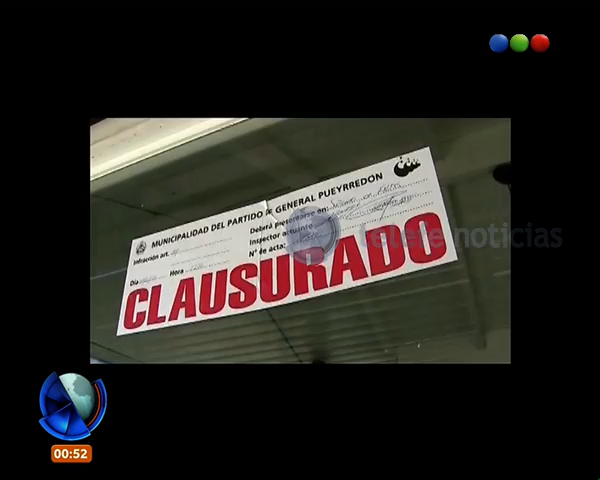 MUNICIPALIDAD DEL PARTIDO DE GENERAL PUEYRREDON
Infracción art.
Deberá presentarse en:
Inspector actuante
Día
Hora
N° de acta:
CLAUSURADO
telefe noticias
00:52